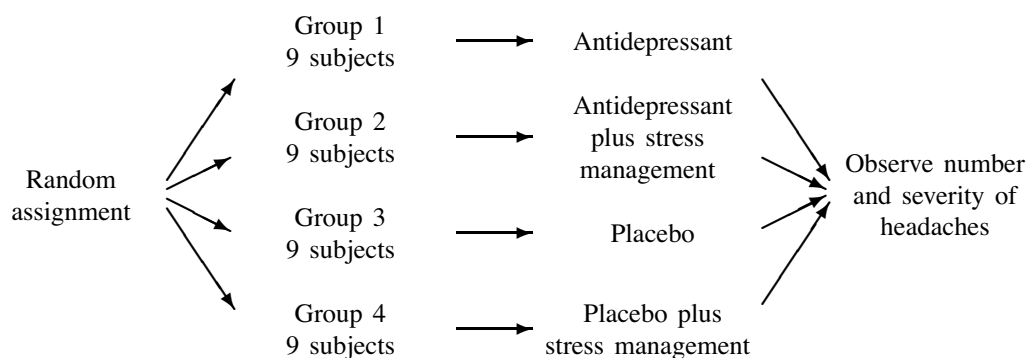 Random
assignment
Group 1
9 subjects
Antidepressant
Group 2
9 subjects
Antidepressant
plus stress
management
Group 3
9 subjects
Placebo
Group 4
9 subjects
Placebo plus
stress management
Observe number
and severity of
headaches